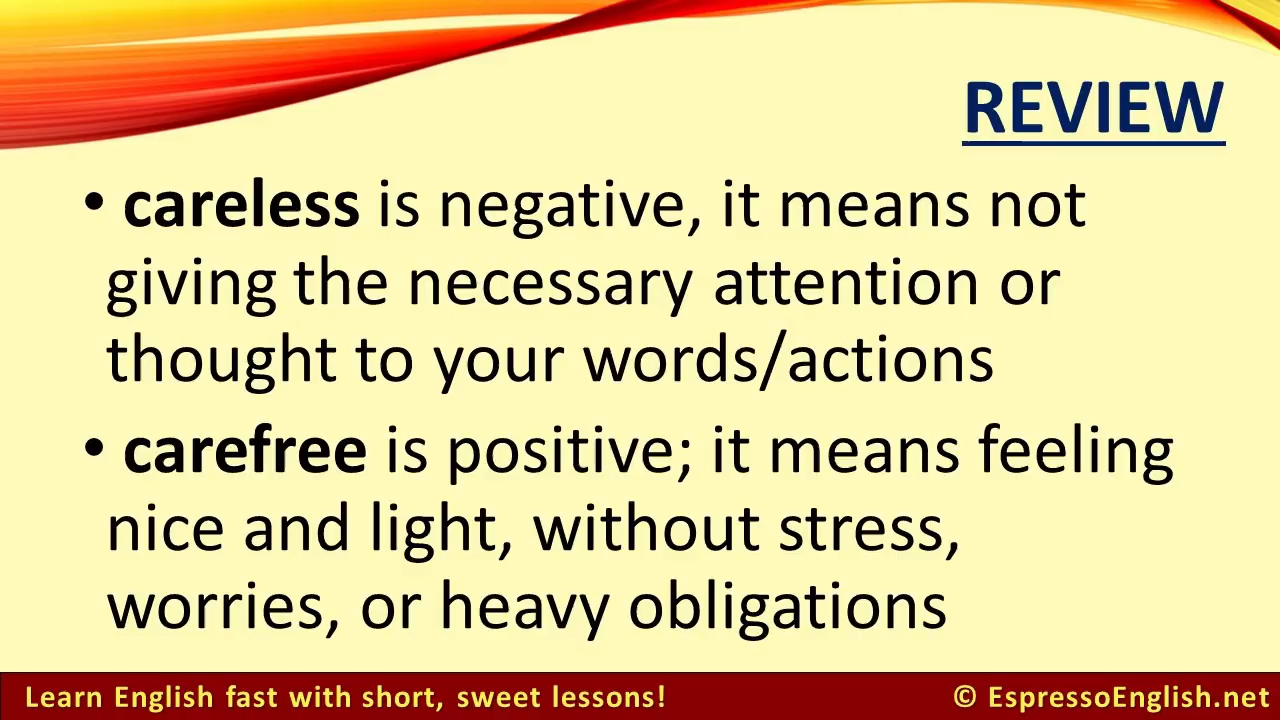 REVIEW
• careless is negative, it means not
giving the necessary attention or
thought to your words/actions
• carefree is positive; it means feeling
nice and light, without stress,
worries, or heavy obligations
Learn English fast with short, sweet lessons!
© EspressoEnglish.net